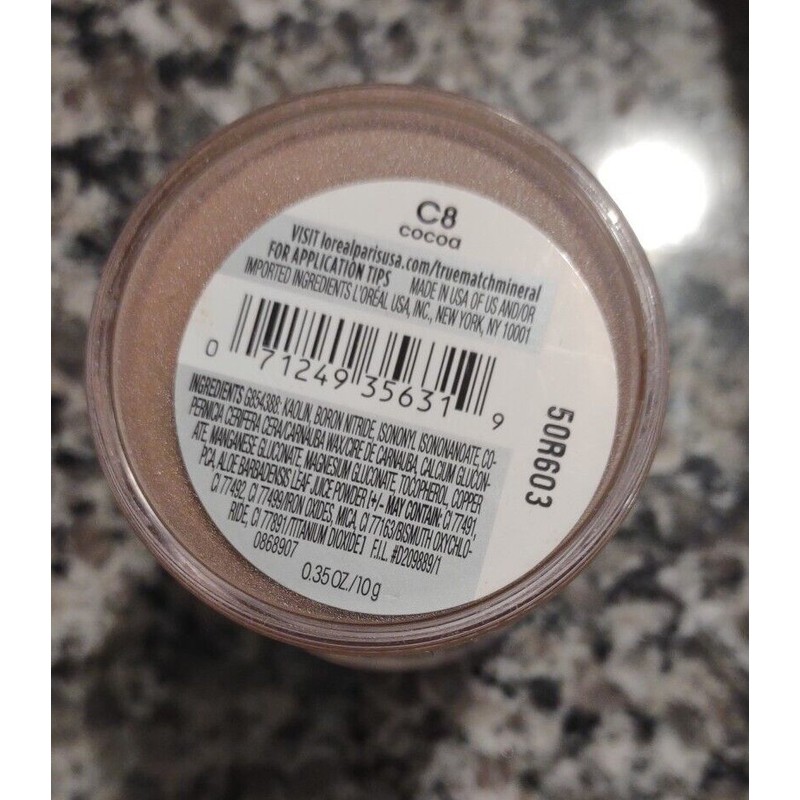 C8
cocoa
VISIT lorealparisusa.com/truematchmineral
FOR APPLICATION TIPS MADE IN USA OF US AND/OR
IMPORTED INGREDIENTS L'ORÉAL USA, INC., NEW YORK, NY 10001
0 71249 35631 9
INGREDIENTS G854388: KAOLIN, BORON NITRIDE, ISONONYL ISONONANOATE, CO-
PERNICIA CERIFERA CERA/CARNAUBA WAX/CIRE DE CARNAUBA, CALCIUM GLUCON-
ATE, MANGANESE GLUCONATE, MAGNESIUM GLUCONATE, TOCOPHEROL, COPPER
PCA, ALOE BARBADENSIS LEAF JUICE POWDER [+/- MAY CONTAIN: CI 77491,
CI 77492, CI 77499/IRON OXIDES, MICA, CI 77163/BISMUTH OXYCHLO-
RIDE, CI 77891 /TITANIUM DIOXIDE] F.I.L. #D209889/1
0868907
0.35 OZ./10 g
50R603